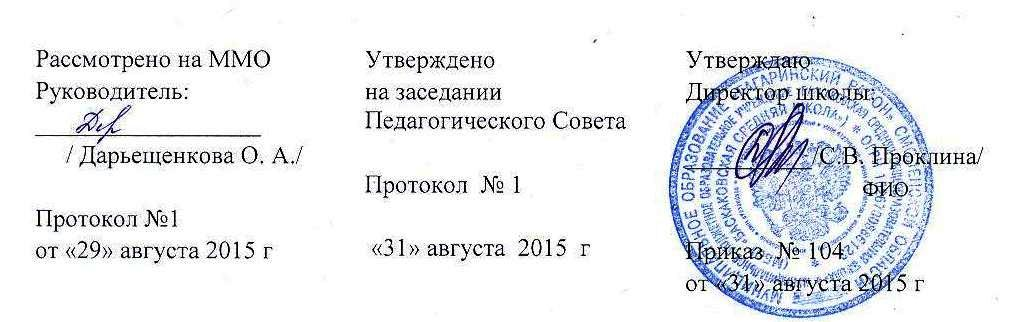 Рассмотрено на ММО
Руководитель:
/ Дарьещенкова О. А./
Протокол №1
от «29» августа 2015 г
Утверждено
на заседании
Педагогического Совета
Протокол № 1
«31» августа 2015 г
Утверждаю
Директор школы:
/С.В. Проклина/
ФИО
Приказ № 104
от «31» августа 2015 г